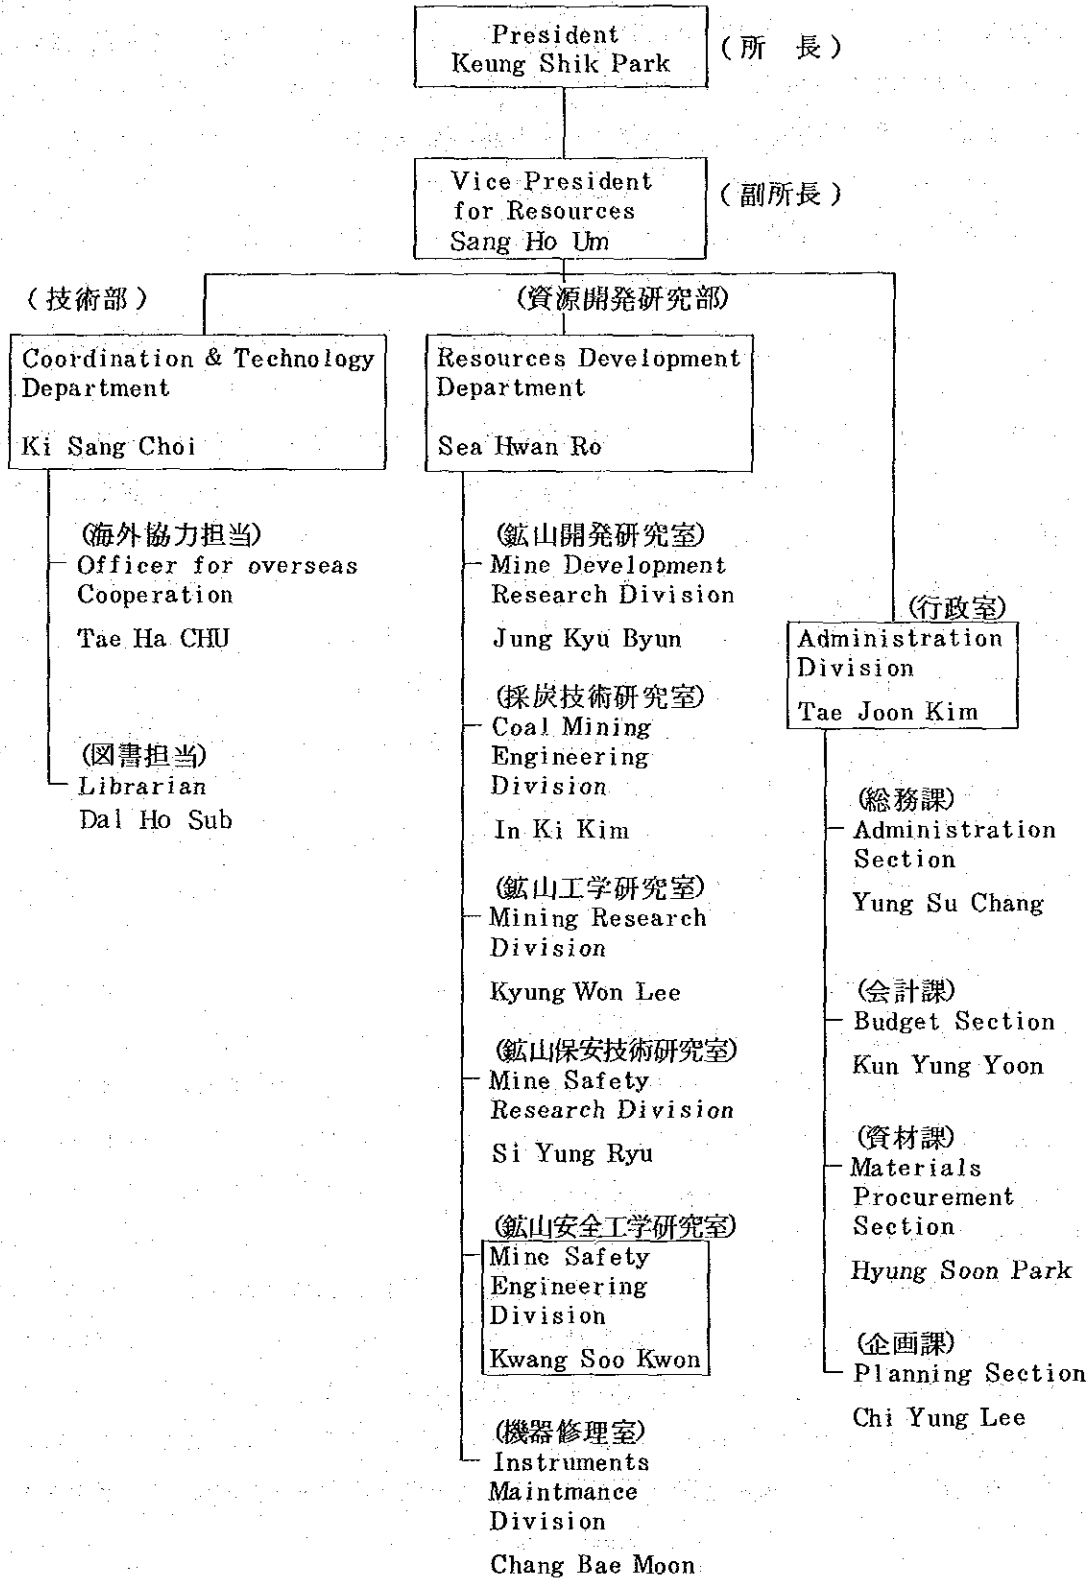 President
Keung Shik Park
(所 長)
Vice President
for Resources
Sang Ho Um
(副所長)
(技術部)
Coordination & Technology
Department
Ki Sang Choi
(海外協力担当)
Officer for overseas
Cooperation
Tae Ha CHU
(図書担当)
Librarian
Dal Ho Sub
(資源開発研究部)
Resources Development
Department
Sea Hwan Ro
(鉱山開発研究室)
Mine Development
Research Division
Jung Kyu Byun
(採炭技術研究室)
Coal Mining
Engineering
Division
In Ki Kim
(鉱山工学研究室)
Mining Research
Division
Kyung Won Lee
(鉱山保安技術研究室)
Mine Safety
Research Division
Si Yung Ryu
(鉱山安全工学研究室)
Mine Safety
Engineering
Division
Kwang Soo Kwon
(機器修理室)
Instruments
Maintmance
Division
Chang Bae Moon
(行政室)
Administration
Division
Tae Joon Kim
(総務課)
Administration
Section
Yung Su Chang
(会計課)
Budget Section
Kun Yung Yoon
(資材課)
Materials
Procurement
Section
Hyung Soon Park
(企画課)
Planning Section
Chi Yung Lee